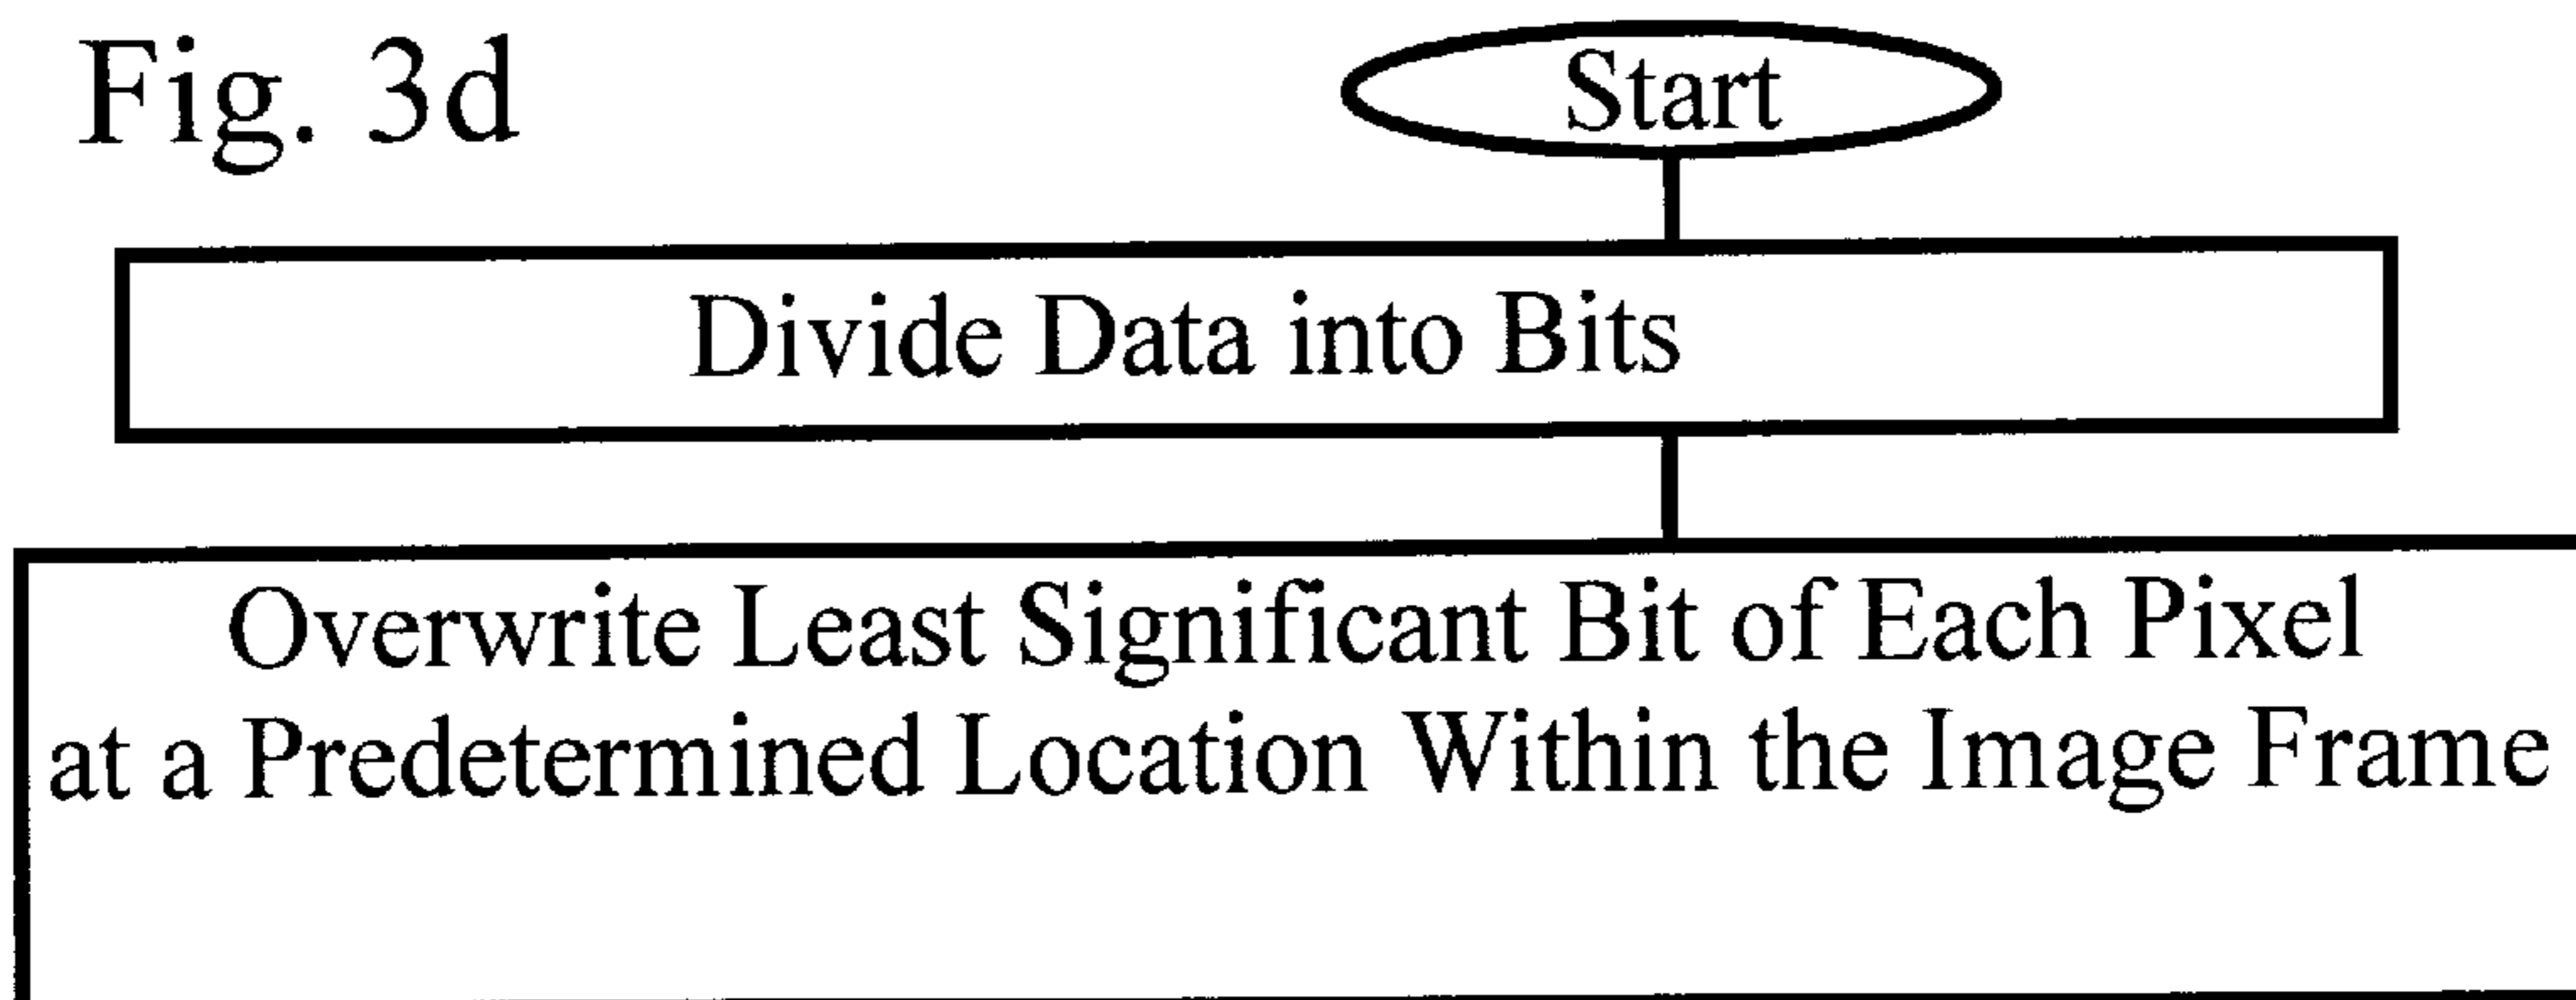 Fig. 3d
Start
Divide Data into Bits
Overwrite Least Significant Bit of Each Pixel
at a Predetermined Location Within the Image Frame